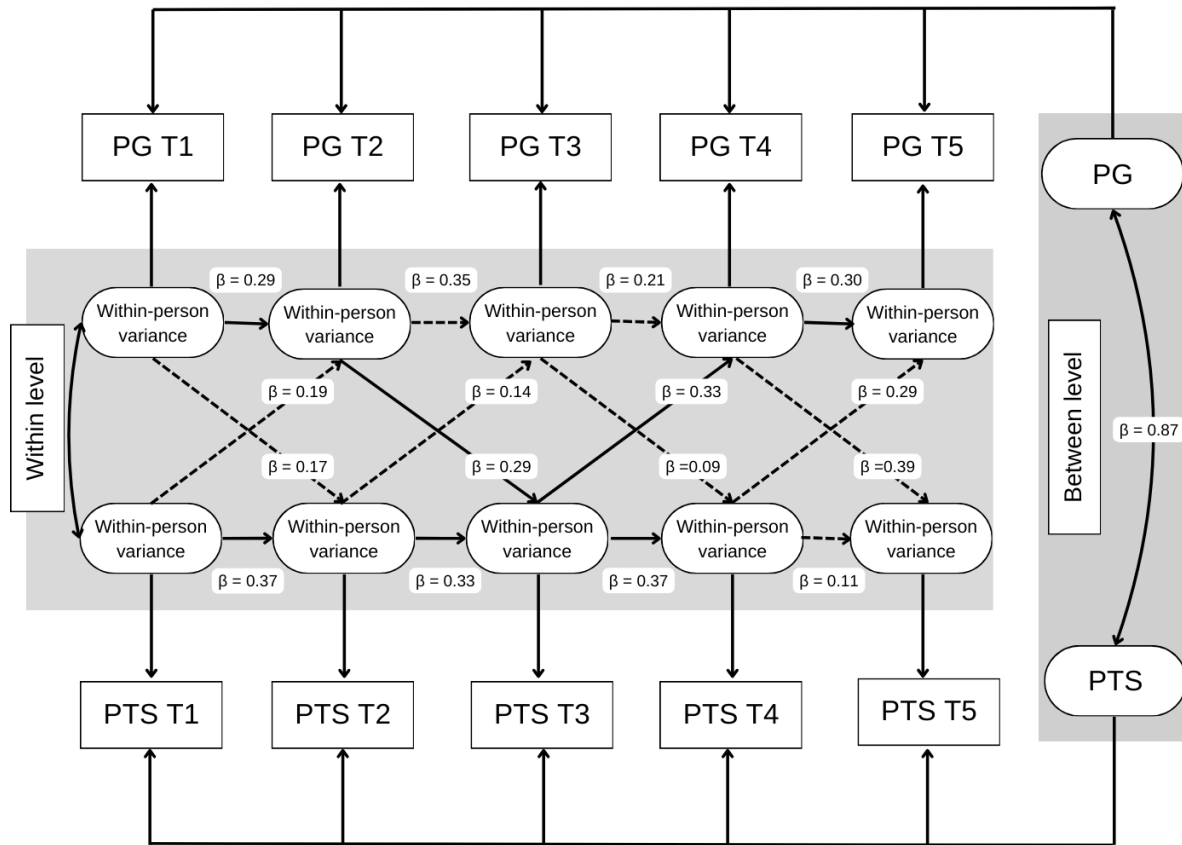 PG T1
PG T2
PG T3
PG T4
PG T5
PG
β = 0.29
β = 0.35
β = 0.21
β = 0.30
Within-person
variance
Within-person
variance
Within-person
variance
Within-person
variance
Within-person
variance
Within level
Between level
β = 0.19
β = 0.14
β = 0.33
β = 0.29
β = 0.87
β = 0.17
β = 0.29
β =0.09
β =0.39
Within-person
variance
Within-person
variance
Within-person
variance
Within-person
variance
Within-person
variance
β = 0.37
β = 0.33
β = 0.37
β = 0.11
PTS T1
PTS T2
PTS T3
PTS T4
PTS T5
PTS